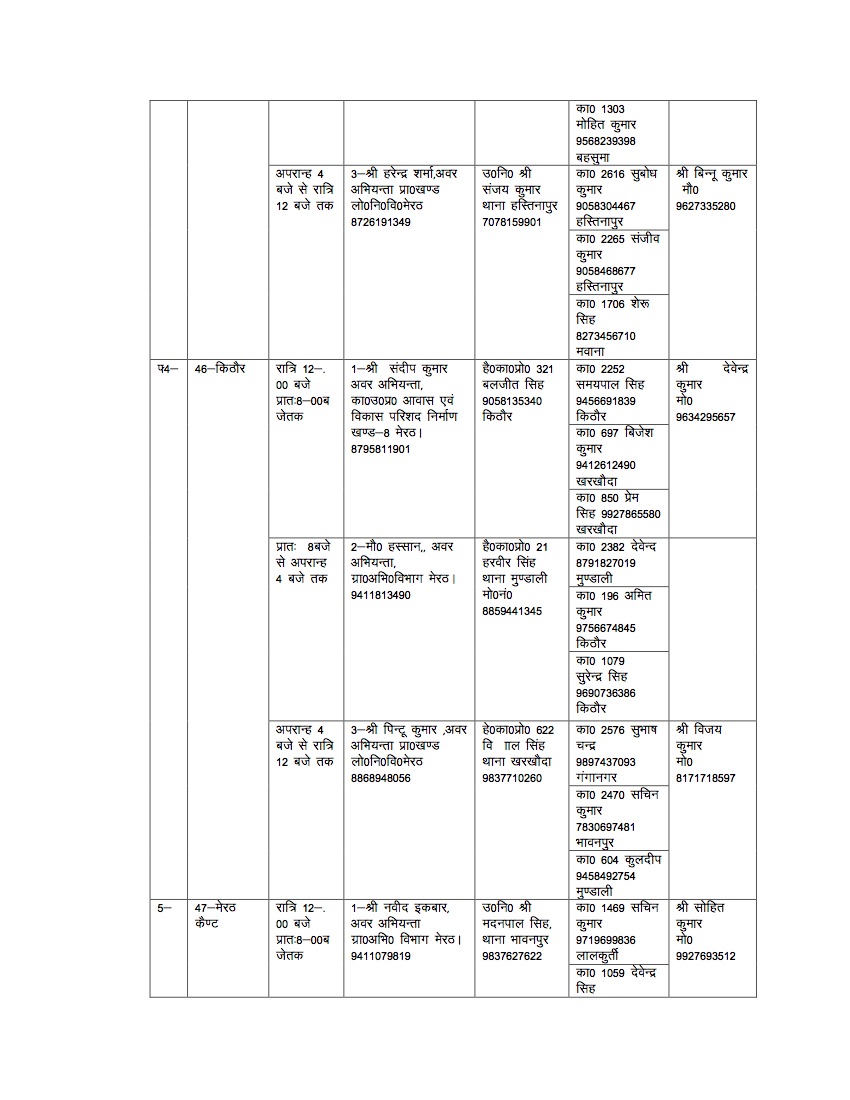 का0 1303
मोहित कुमार
9568239398
बहसुमा
अपरान्ह 4
बजे से रात्रि
12 बजे तक
3–श्री हरेन्द्र शर्मा,अवर
अभियन्ता प्रा0खण्ड
लो0नि0वि0मेरठ
8726191349
उ0नि0 श्री
संजय कुमार
थाना हस्तिनापुर
7078159901
का0 2616 सुबोध
कुमार
9058304467
हस्तिनापुर
का0 2265 संजीव
कुमार
9058468677
हस्तिनापुर
का0 1706 शेरू
सिह
8273456710
मवाना
श्री बिन्नू कुमार
मौ0
9627335280
फ4–
46–किठौर
रात्रि 12–.
00 बजे
प्रातः8–00ब
जेतक
1–श्री संदीप कुमार
अवर अभियन्ता,
का0उ0प्र0 आवास एवं
विकास परिशद निर्माण
खण्ड–8 मेरठ।
8795811901
है0का0प्रो0 321
बलजीत सिह
9058135340
किठौर
का0 2252
समयपाल सिह
9456691839
किठौर
का0 697 बिजेश
कुमार
9412612490
खरखौदा
का0 850 प्रेम
सिह 9927865580
खरखौदा
श्री देवेन्द्र
कुमार
मो0
9634295657
प्रातः 8बजे
से अपरान्ह
4 बजे तक
2–मौ0 हस्सान,, अवर
अभियन्ता,
ग्रा0अभि0विभाग मेरठ।
9411813490
है0का0प्रो0 21
हरवीर सिंह
थाना मुण्डाली
मो0नं0
8859441345
का0 2382 देवेन्द
8791827019
मुण्डाली
का0 196 अमित
कुमार
9756674845
किठौर
का0 1079
सुरेन्द्र सिह
9690736386
किठौर
अपरान्ह 4
बजे से रात्रि
12 बजे तक
3–श्री पिन्टू कुमार ,अवर
अभियन्ता प्रा0खण्ड
लो0नि0वि0मेरठ
8868948056
हे0का0प्रो0 622
वि ााल सिंह
थाना खरखौदा
9837710260
का0 2576 सुभाष
चन्द्र
9897437093
गंगानगर
का0 2470 सचिन
कुमार
7830697481
भावनपुर
का0 604 कुलदीप
9458492754
मुण्डाली
श्री विजय
कुमार
मो0
8171718597
5–
47–मेरठ
कैण्ट
रात्रि 12–.
00 बजे
प्रातः8–00ब
जेतक
1–श्री नवीद इकबार,
अवर अभियन्ता
ग्रा0अभि0 विभाग मेरठ।
9411079819
उ0नि0 श्री
मदनपाल सिह,
थाना भावनपुर
9837627622
का0 1469 सचिन
कुमार
9719699836
लालकुर्ती
का0 1059 देवेन्द्र
सिह
श्री सोहित
कुमार
मो0
9927693512